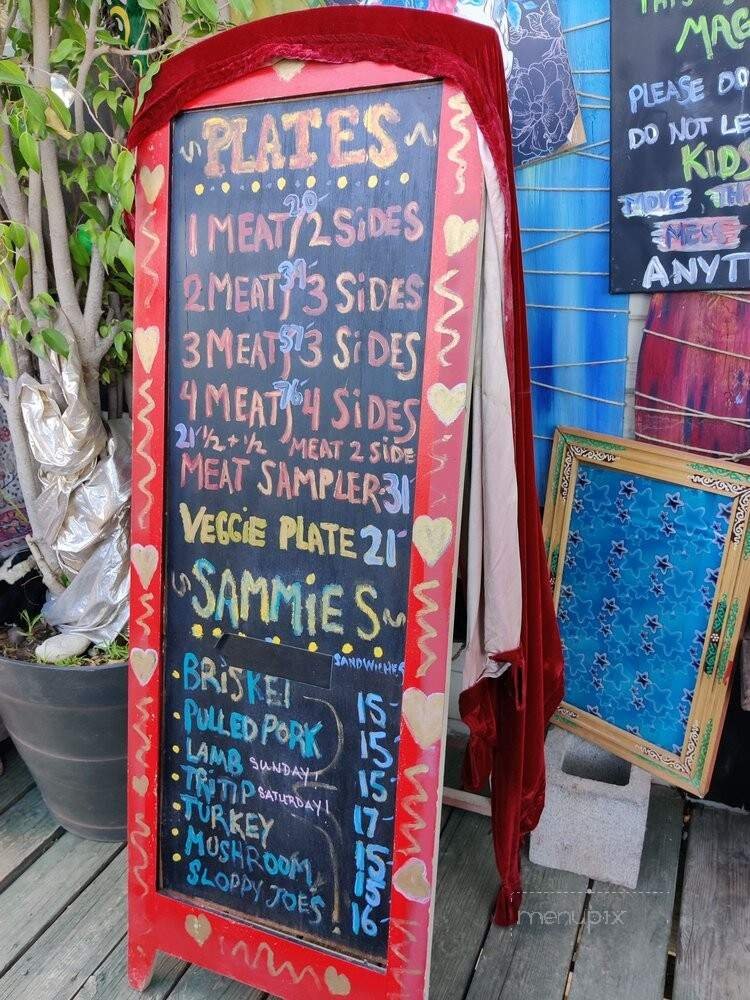 PLATES
1 MEAT/2 SIDES 20-
2 MEAT/3 SIDES 39-
3 MEAT/3 SIDES 57-
4 MEAT/4 SIDES 76-
21- 1/2 + 1/2 MEAT 2 SIDE
MEAT SAMPLER-31
VEGGIE PLATE 21-
SAMMIES
SANDWICHES
BRISKET 15-
PULLED PORK 15-
LAMB SUNDAY! 15-
TRITIP SATURDAY! 17-
TURKEY 15-
MUSHROOM 15-
SLOPPY JOES 16-
PLEASE DO
DO NOT LE
KIDS
MOVE TH
MESS
ANYT
menupix